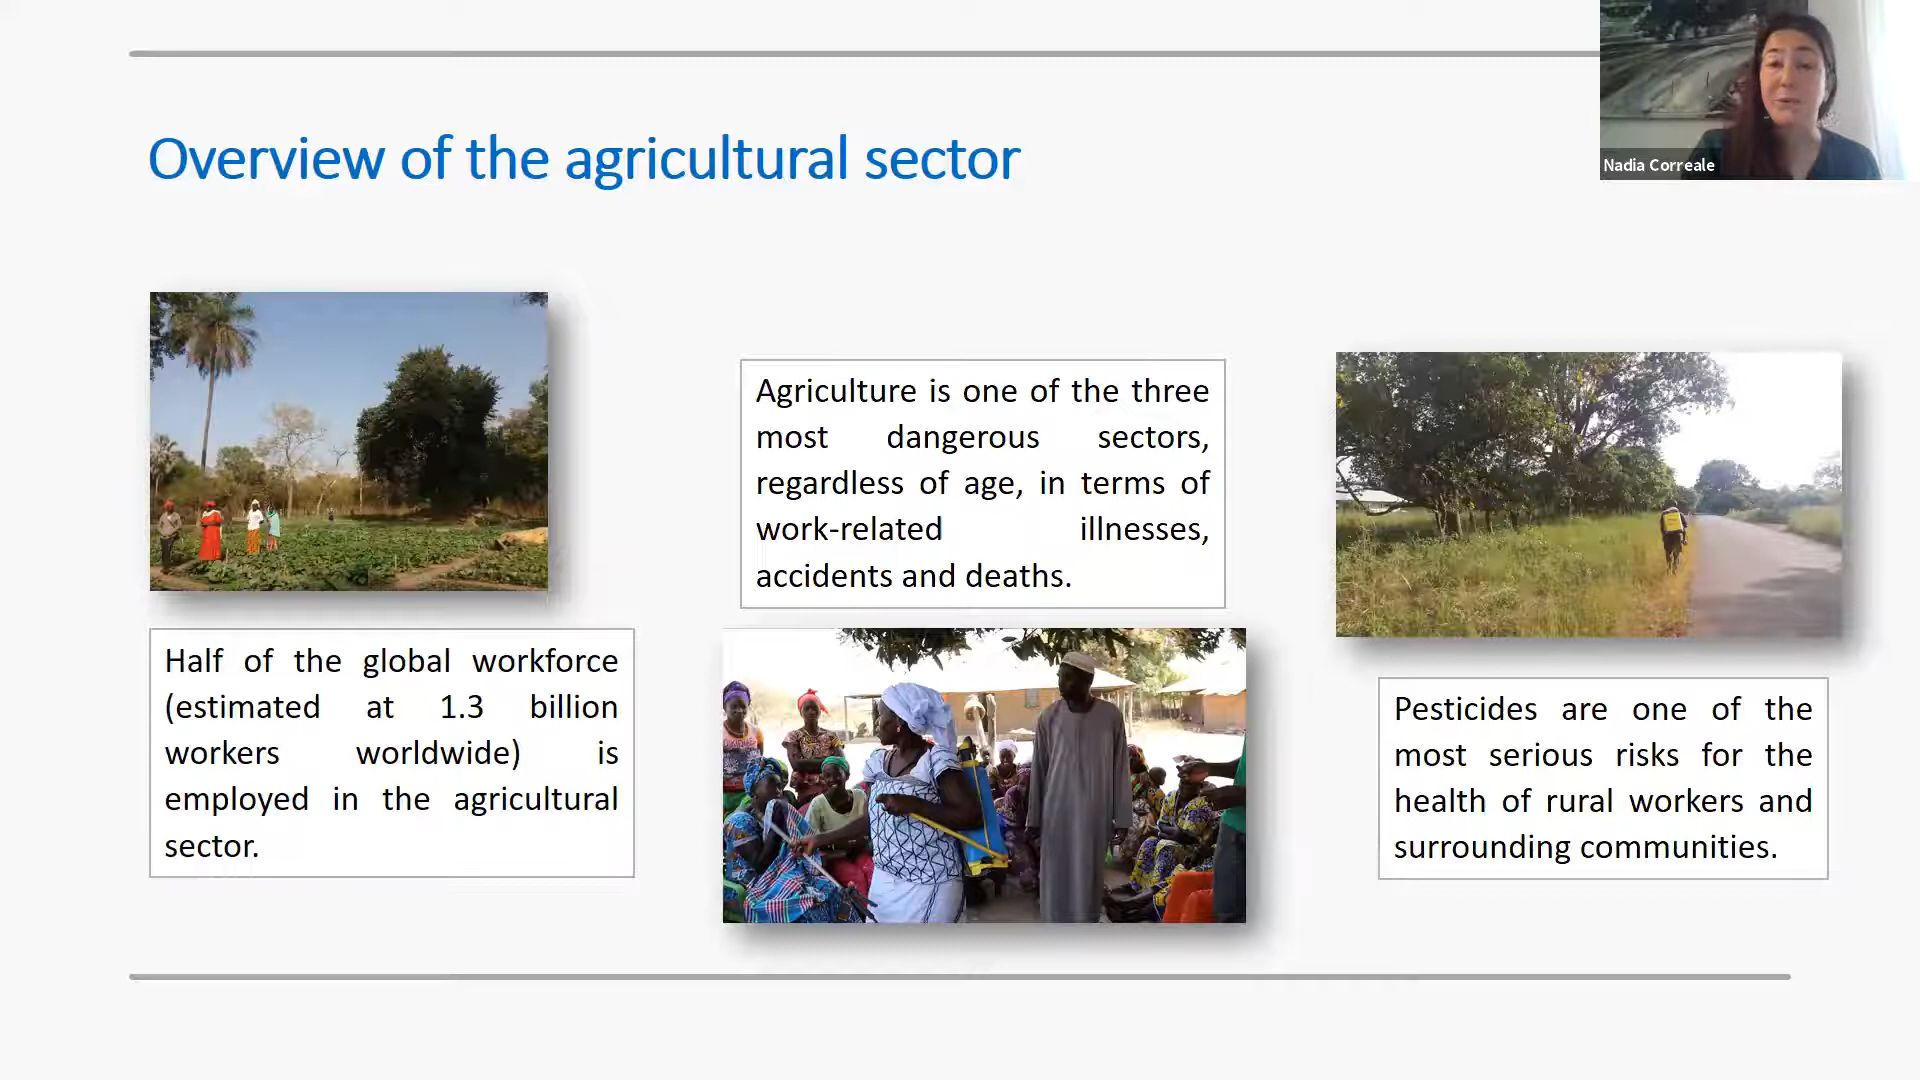 Nadia Correale
Overview of the agricultural sector
Half of the global workforce
(estimated at 1.3 billion
workers worldwide) is
employed in the agricultural
sector.
Agriculture is one of the three
most dangerous sectors,
regardless of age, in terms of
work-related illnesses,
accidents and deaths.
Pesticides are one of the
most serious risks for the
health of rural workers and
surrounding communities.